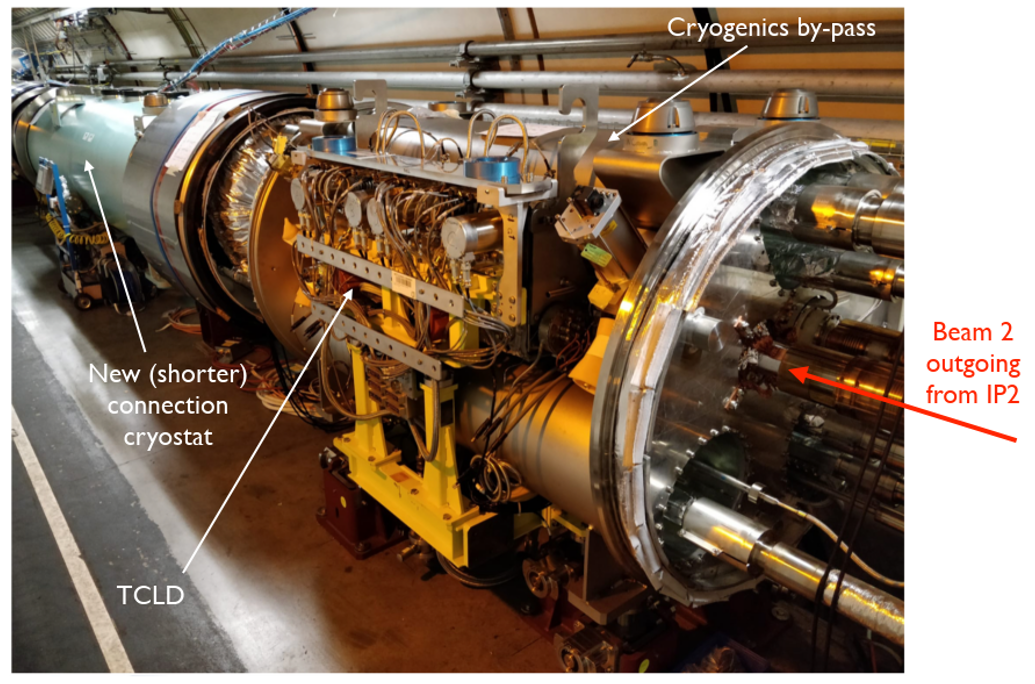 Cryogenics by-pass
New (shorter)
connection
cryostat
TCLD
Beam 2
outgoing
from IP2